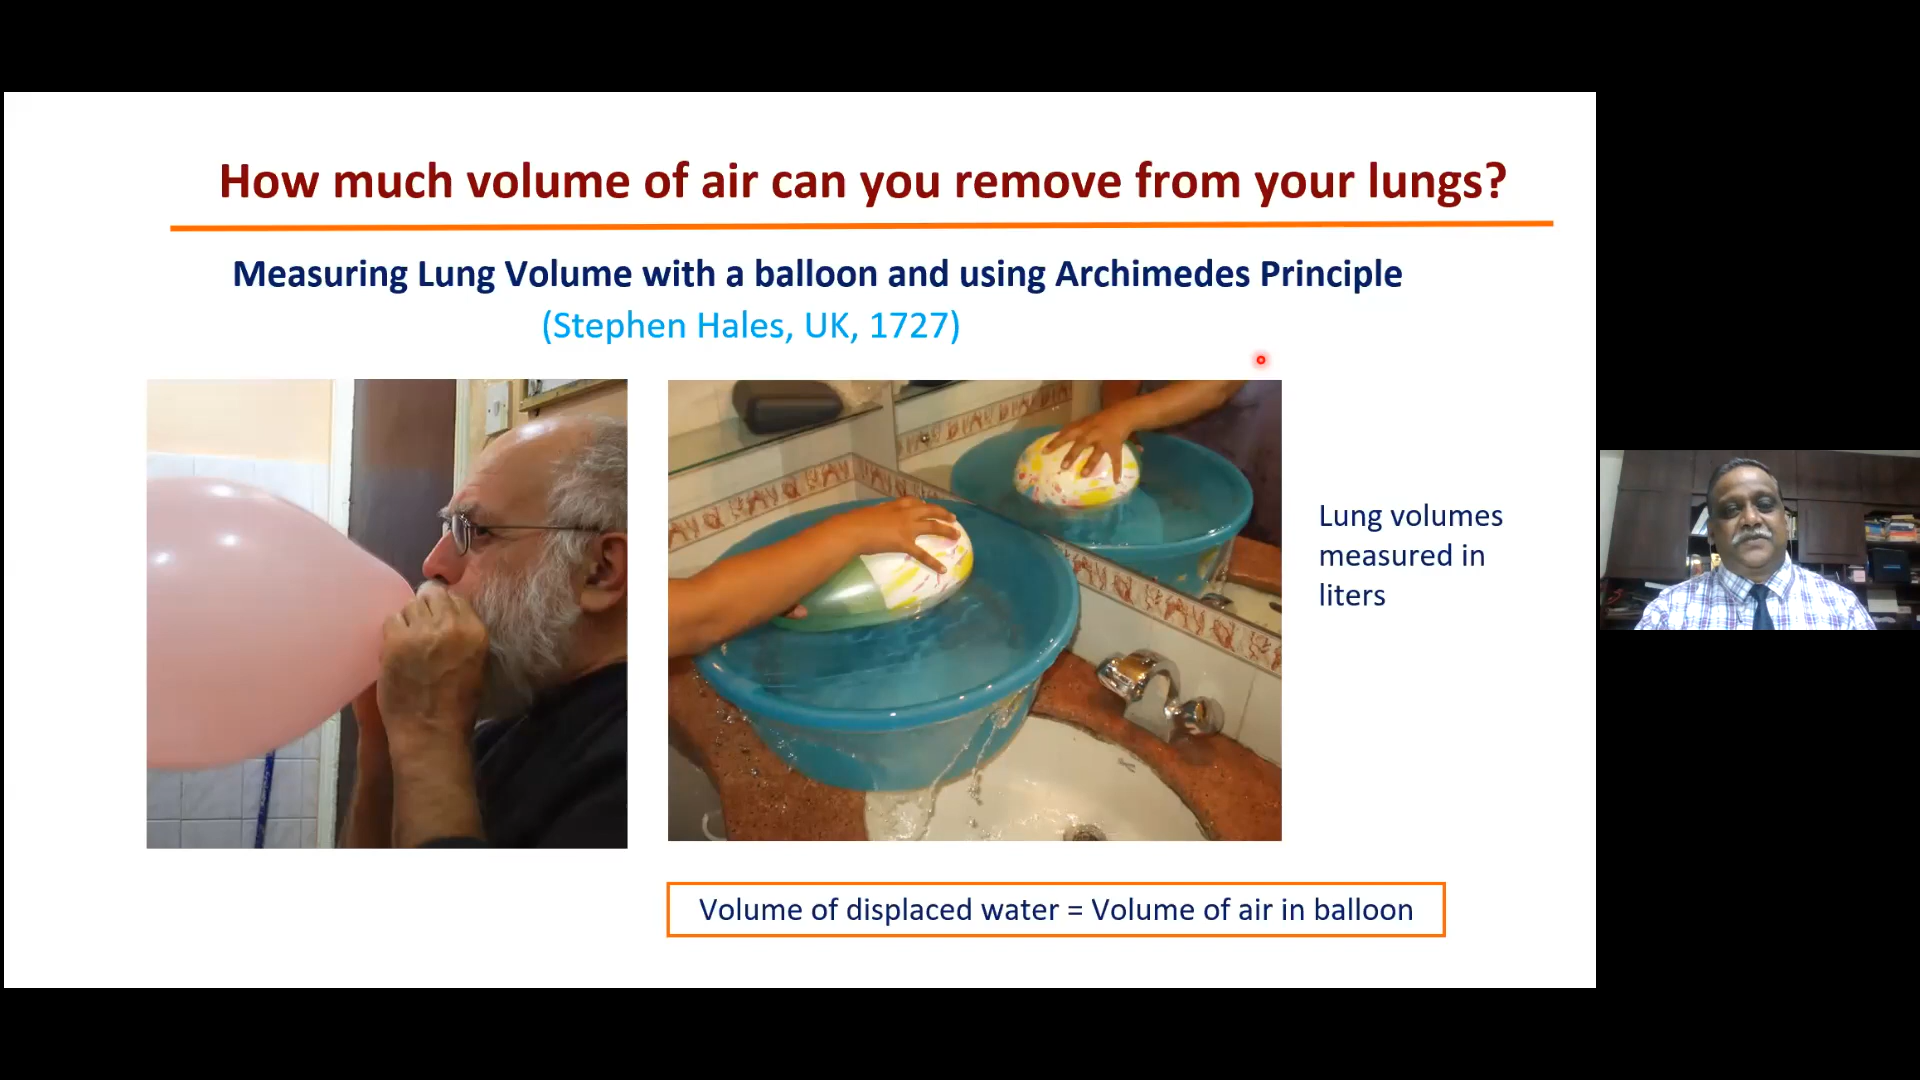 How much volume of air can you remove from your lungs?
Measuring Lung Volume with a balloon and using Archimedes Principle
(Stephen Hales, UK, 1727)
Lung volumes
measured in
liters
Volume of displaced water = Volume of air in balloon